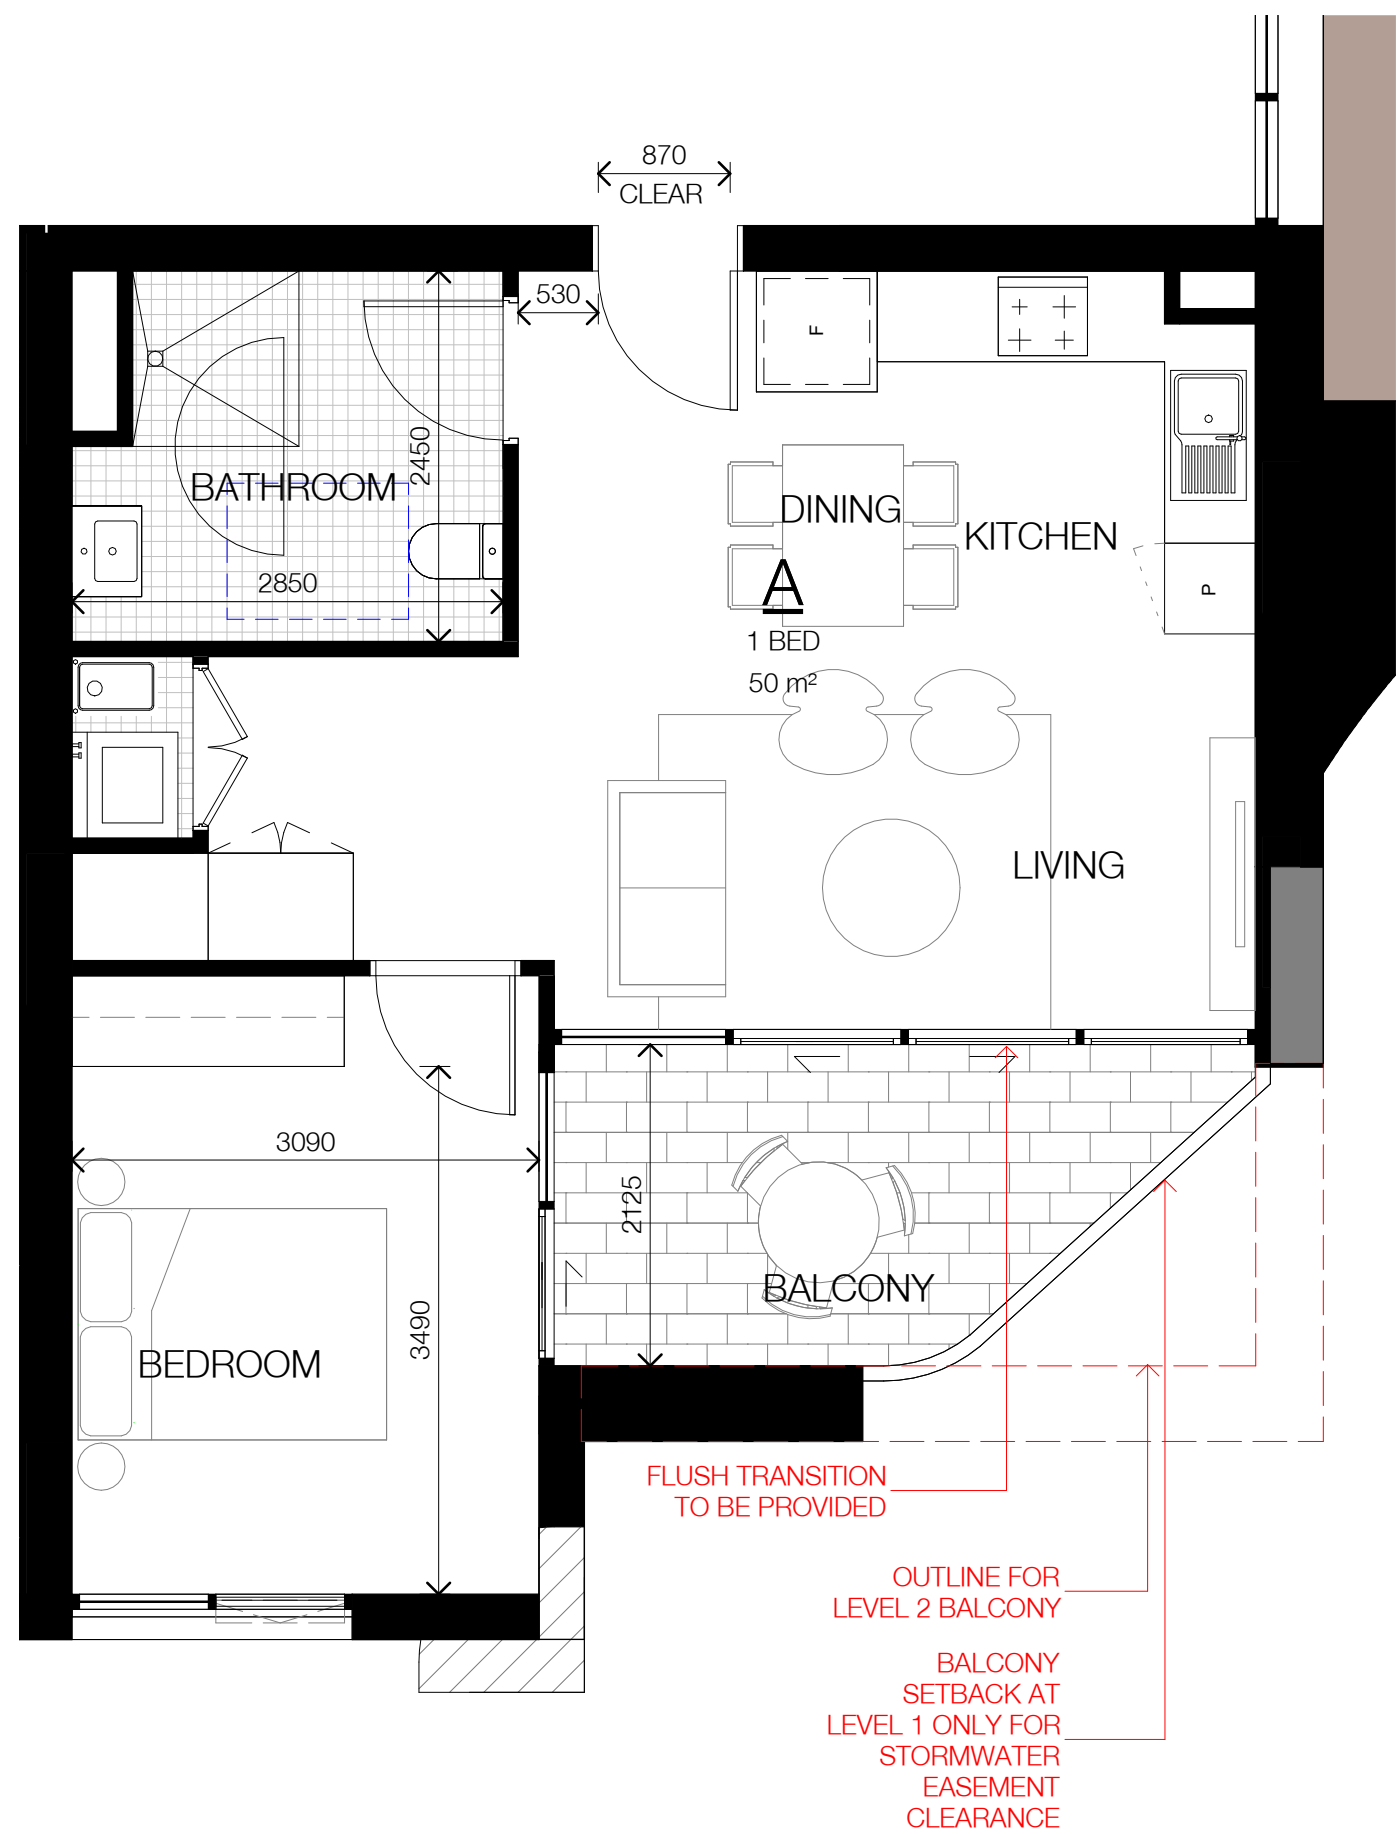 870
CLEAR
530
F
2450
BATHROOM
DINING
KITCHEN
2850
A
P
1 BED
50 m²
LIVING
3090
2125
BALCONY
3490
BEDROOM
FLUSH TRANSITION
TO BE PROVIDED
OUTLINE FOR
LEVEL 2 BALCONY
BALCONY
SETBACK AT
LEVEL 1 ONLY FOR
STORMWATER
EASEMENT
CLEARANCE